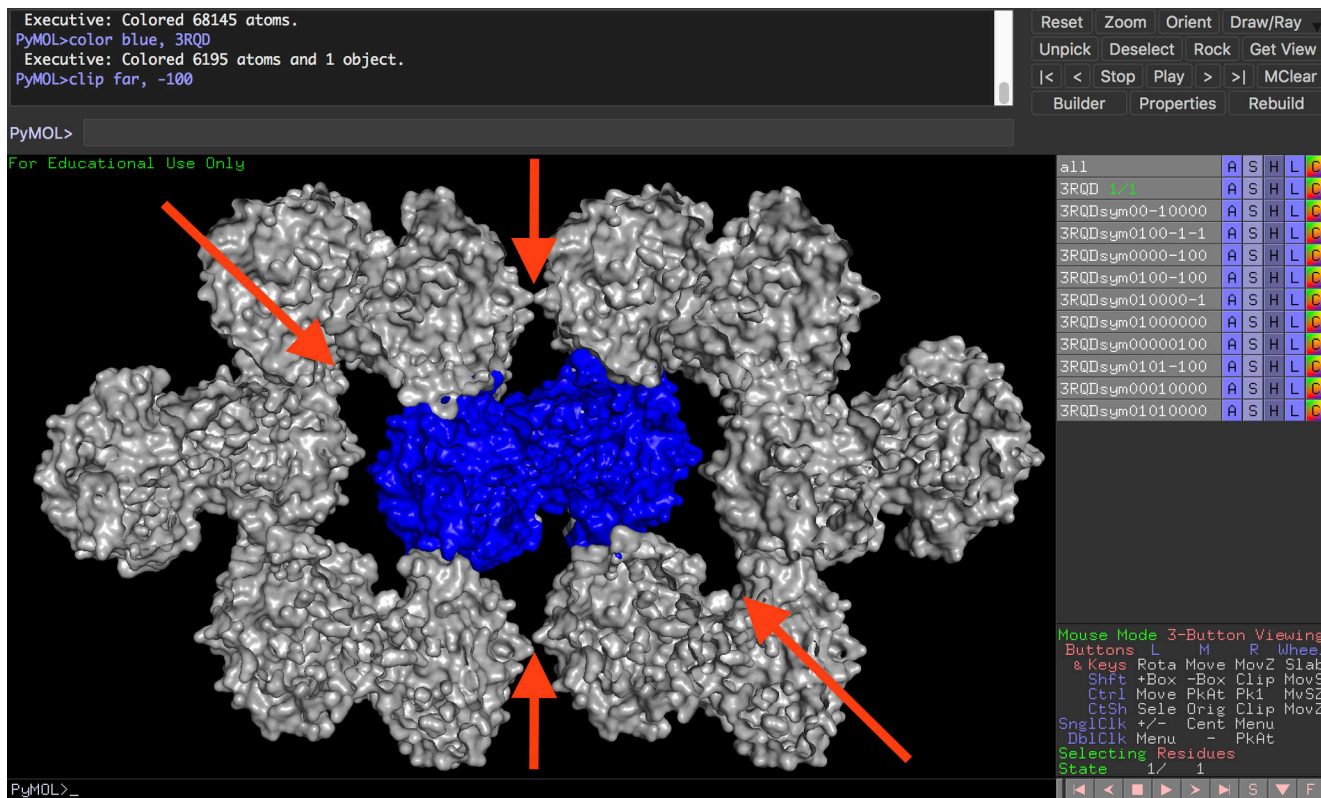 Executive: Colored 68145 atoms.
PyMOL>color blue, 3RQD
Executive: Colored 6195 atoms and 1 object.
PyMOL>clip far, -100
PyMOL>
Reset Zoom Orient Draw/Ray
Unpick Deselect Rock Get View
|< < Stop Play > >| MClear
Builder Properties Rebuild
For Educational Use Only
all A S H L C
3RQD 1/1 A S H L C
3RQDsym00-10000 A S H L C
3RQDsym0100-1-1 A S H L C
3RQDsym0000-100 A S H L C
3RQDsym0100-100 A S H L C
3RQDsym010000-1 A S H L C
3RQDsym01000000 A S H L C
3RQDsym00000100 A S H L C
3RQDsym0101-100 A S H L C
3RQDsym00010000 A S H L C
3RQDsym01010000 A S H L C
Mouse Mode 3-Button Viewing
Buttons L M R Wheel
& Keys Rota Move MovZ Slab
Shft +Box -Box Clip MovS
Ctrl Move PkAt Pk1 MvSZ
CtSh Sele Orig Clip MovZ
SnglClk +/- Cent Menu
DblClk Menu - PkAt
Selecting Residues
State 1/ 1
PyMOL>_
|< < > >| S F